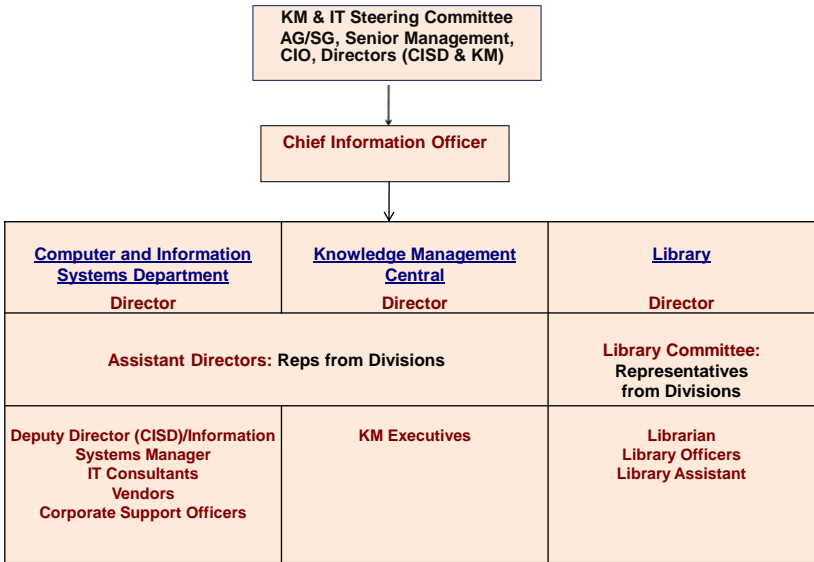 KM & IT Steering Committee
AG/SG, Senior Management,
CIO, Directors (CISD & KM)
Chief Information Officer
Computer and Information
Systems Department
Director
Knowledge Management
Central
Director
Library
Director
Assistant Directors: Reps from Divisions
Library Committee:
Representatives
from Divisions
Deputy Director (CISD)/Information
Systems Manager
IT Consultants
Vendors
Corporate Support Officers
KM Executives
Librarian
Library Officers
Library Assistant